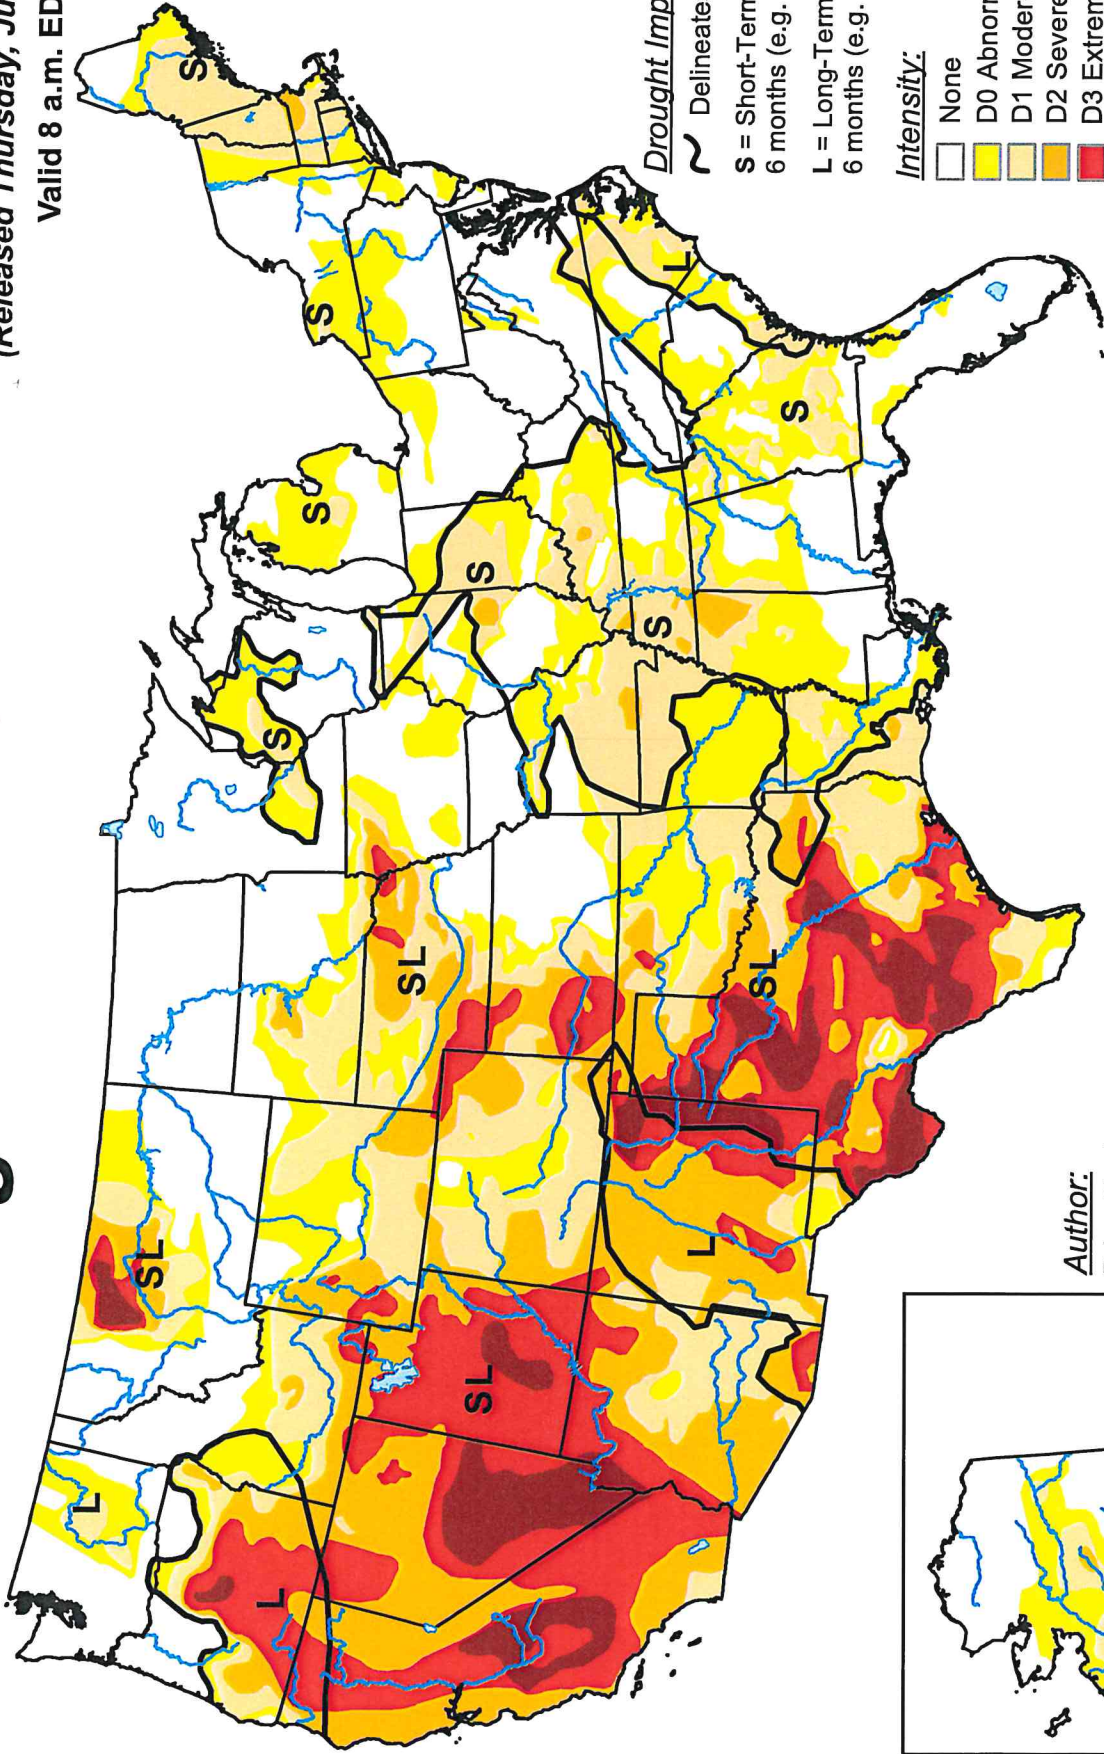 (Released Thursday, Ju
Valid 8 a.m. ED
L
SL
S
L
S
S
S
SL
SL
S
S
L
L
SL
S
Drought Imp
Delineate
S = Short-Term
6 months (e.g.
L = Long-Term
6 months (e.g.
Intensity:
None
D0 Abnorm
D1 Moder
D2 Severe
D3 Extrem
Author: